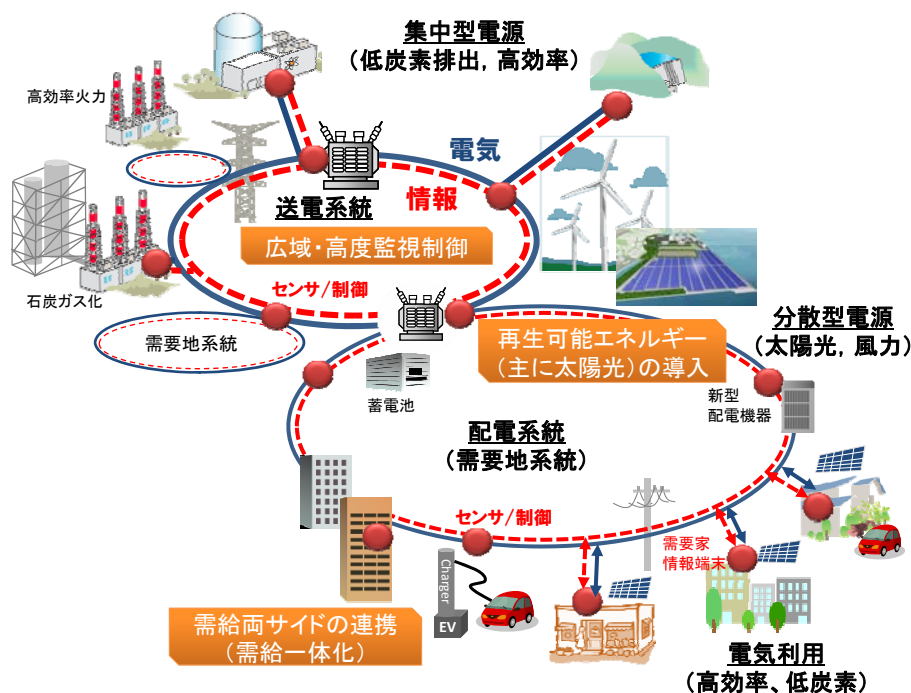 集中型電源
(低炭素排出，高効率)
高効率火力
電気
情報
送電系統
広域・高度監視制御
石炭ガス化
センサ/制御
需要地系統
再生可能エネルギー
(主に太陽光)の導入
分散型電源
(太陽光，風力)
蓄電池
新型
配電機器
配電系統
(需要地系統)
センサ/制御
需要家
情報端末
Charger
EV
需給両サイドの連携
(需給一体化)
電気利用
(高効率、低炭素)